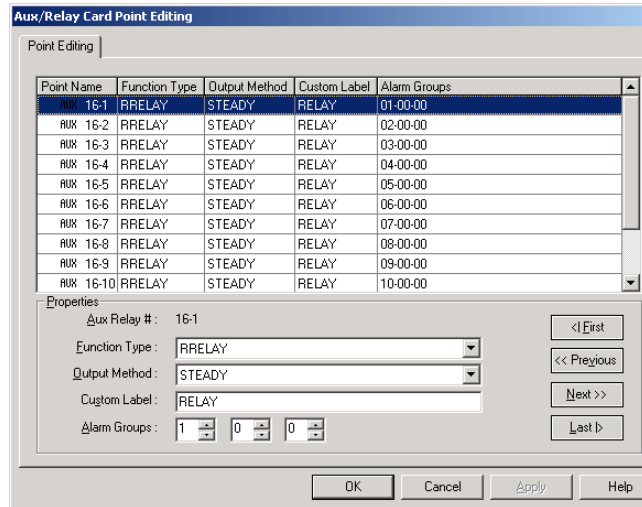 Aux/Relay Card Point Editing
Point Editing
Point Name Function Type Output Method Custom Label Alarm Groups
AUX 16-1 RRELAY STEADY RELAY 01-00-00
AUX 16-2 RRELAY STEADY RELAY 02-00-00
AUX 16-3 RRELAY STEADY RELAY 03-00-00
AUX 16-4 RRELAY STEADY RELAY 04-00-00
AUX 16-5 RRELAY STEADY RELAY 05-00-00
AUX 16-6 RRELAY STEADY RELAY 06-00-00
AUX 16-7 RRELAY STEADY RELAY 07-00-00
AUX 16-8 RRELAY STEADY RELAY 08-00-00
AUX 16-9 RRELAY STEADY RELAY 09-00-00
AUX 16-10 RRELAY STEADY RELAY 10-00-00
Properties
Aux Relay # : 16-1
Function Type : RRELAY
Output Method : STEADY
Custom Label : RELAY
Alarm Groups : 1 0 0
<| First
<< Previous
Next >>
Last |>
OK Cancel Apply Help